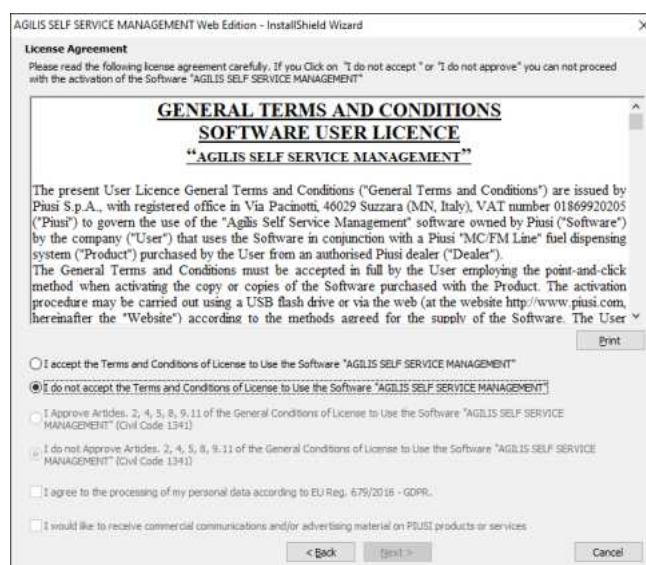 AGILIS SELF SERVICE MANAGEMENT Web Edition - InstallShield Wizard
License Agreement
Please read the following license agreement carefully. If you Click on "I do not accept " or "I do not approve" you can not proceed
with the activation of the Software "AGILIS SELF SERVICE MANAGEMENT"
GENERAL TERMS AND CONDITIONS
SOFTWARE USER LICENCE
“AGILIS SELF SERVICE MANAGEMENT”
The present User Licence General Terms and Conditions ("General Terms and Conditions") are issued by
Piusi S.p.A., with registered office in Via Pacinotti, 46029 Suzzara (MN, Italy), VAT number 01869920205
("Piusi") to govern the use of the "Agilis Self Service Management" software owned by Piusi ("Software")
by the company ("User") that uses the Software in conjunction with a Piusi "MC/FM Line" fuel dispensing
system ("Product") purchased by the User from an authorised Piusi dealer ("Dealer").
The General Terms and Conditions must be accepted in full by the User employing the point-and-click
method when activating the copy or copies of the Software purchased with the Product. The activation
procedure may be carried out using a USB flash drive or via the web (at the website http://www.piusi.com,
hereinafter the "Website") according to the methods agreed for the supply of the Software. The User
Print
I accept the Terms and Conditions of License to Use the Software "AGILIS SELF SERVICE MANAGEMENT"
I do not accept the Terms and Conditions of License to Use the Software "AGILIS SELF SERVICE MANAGEMENT"
I Approve Articles. 2, 4, 5, 8, 9.11 of the General Conditions of License to Use the Software "AGILIS SELF SERVICE
MANAGEMENT" (Civil Code 1341)
I do not Approve Articles. 2, 4, 5, 8, 9.11 of the General Conditions of License to Use the Software "AGILIS SELF SERVICE
MANAGEMENT" (Civil Code 1341)
I agree to the processing of my personal data according to EU Reg. 679/2016 - GDPR.
I would like to receive commercial communications and/or advertising material on PIUSI products or services
< Back
Next >
Cancel